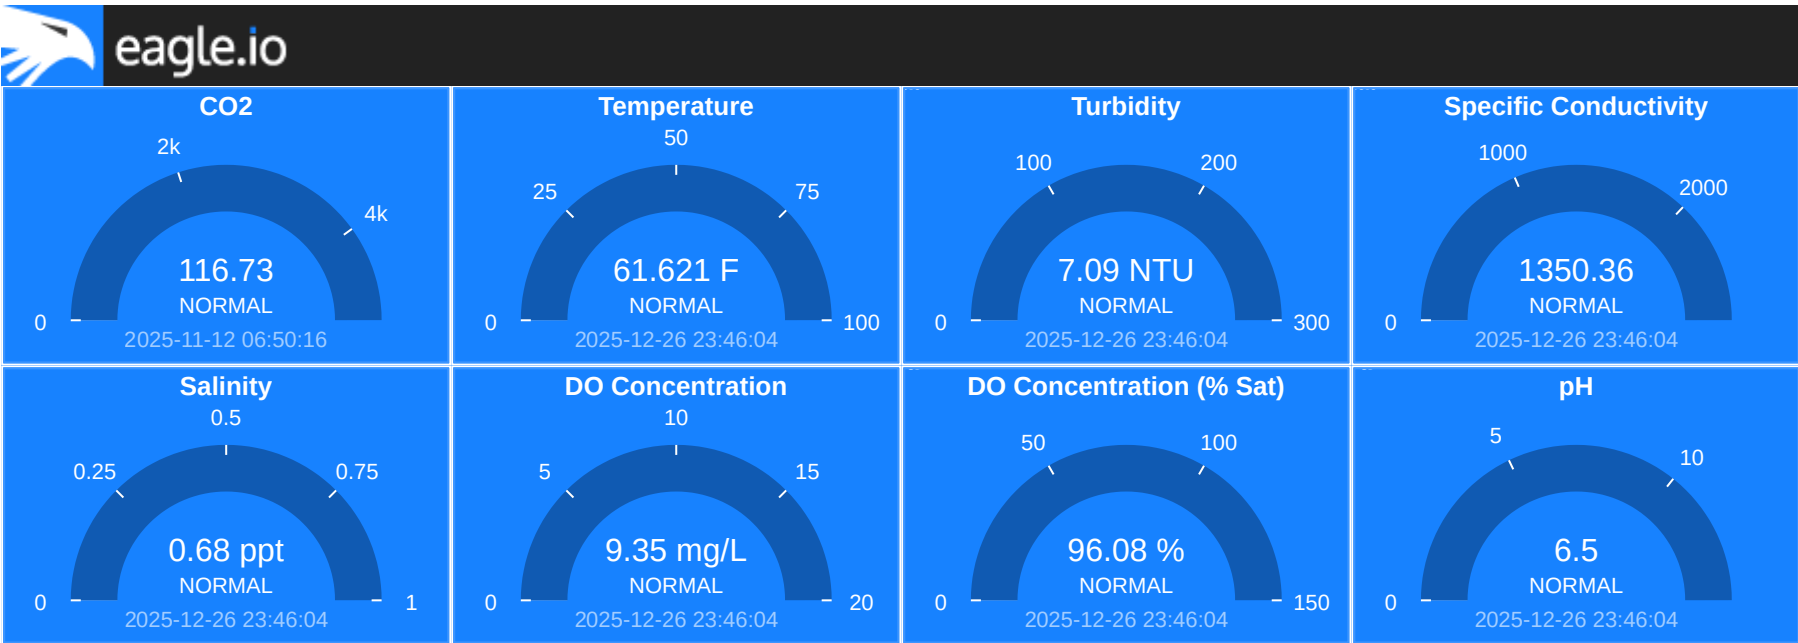 eagle.io
CO2
2k
4k
116.73
NORMAL
0
2025-11-12 06:50:16
Temperature
50
25
75
61.621 F
NORMAL
0
100
2025-12-26 23:46:04
Turbidity
100
200
7.09 NTU
NORMAL
0
300
2025-12-26 23:46:04
Specific Conductivity
1000
2000
1350.36
NORMAL
0
2025-12-26 23:46:04
Salinity
0.5
0.25
0.75
0.68 ppt
NORMAL
0
1
2025-12-26 23:46:04
DO Concentration
10
5
15
9.35 mg/L
NORMAL
0
20
2025-12-26 23:46:04
DO Concentration (% Sat)
50
100
96.08 %
NORMAL
0
150
2025-12-26 23:46:04
pH
5
10
6.5
NORMAL
0
2025-12-26 23:46:04